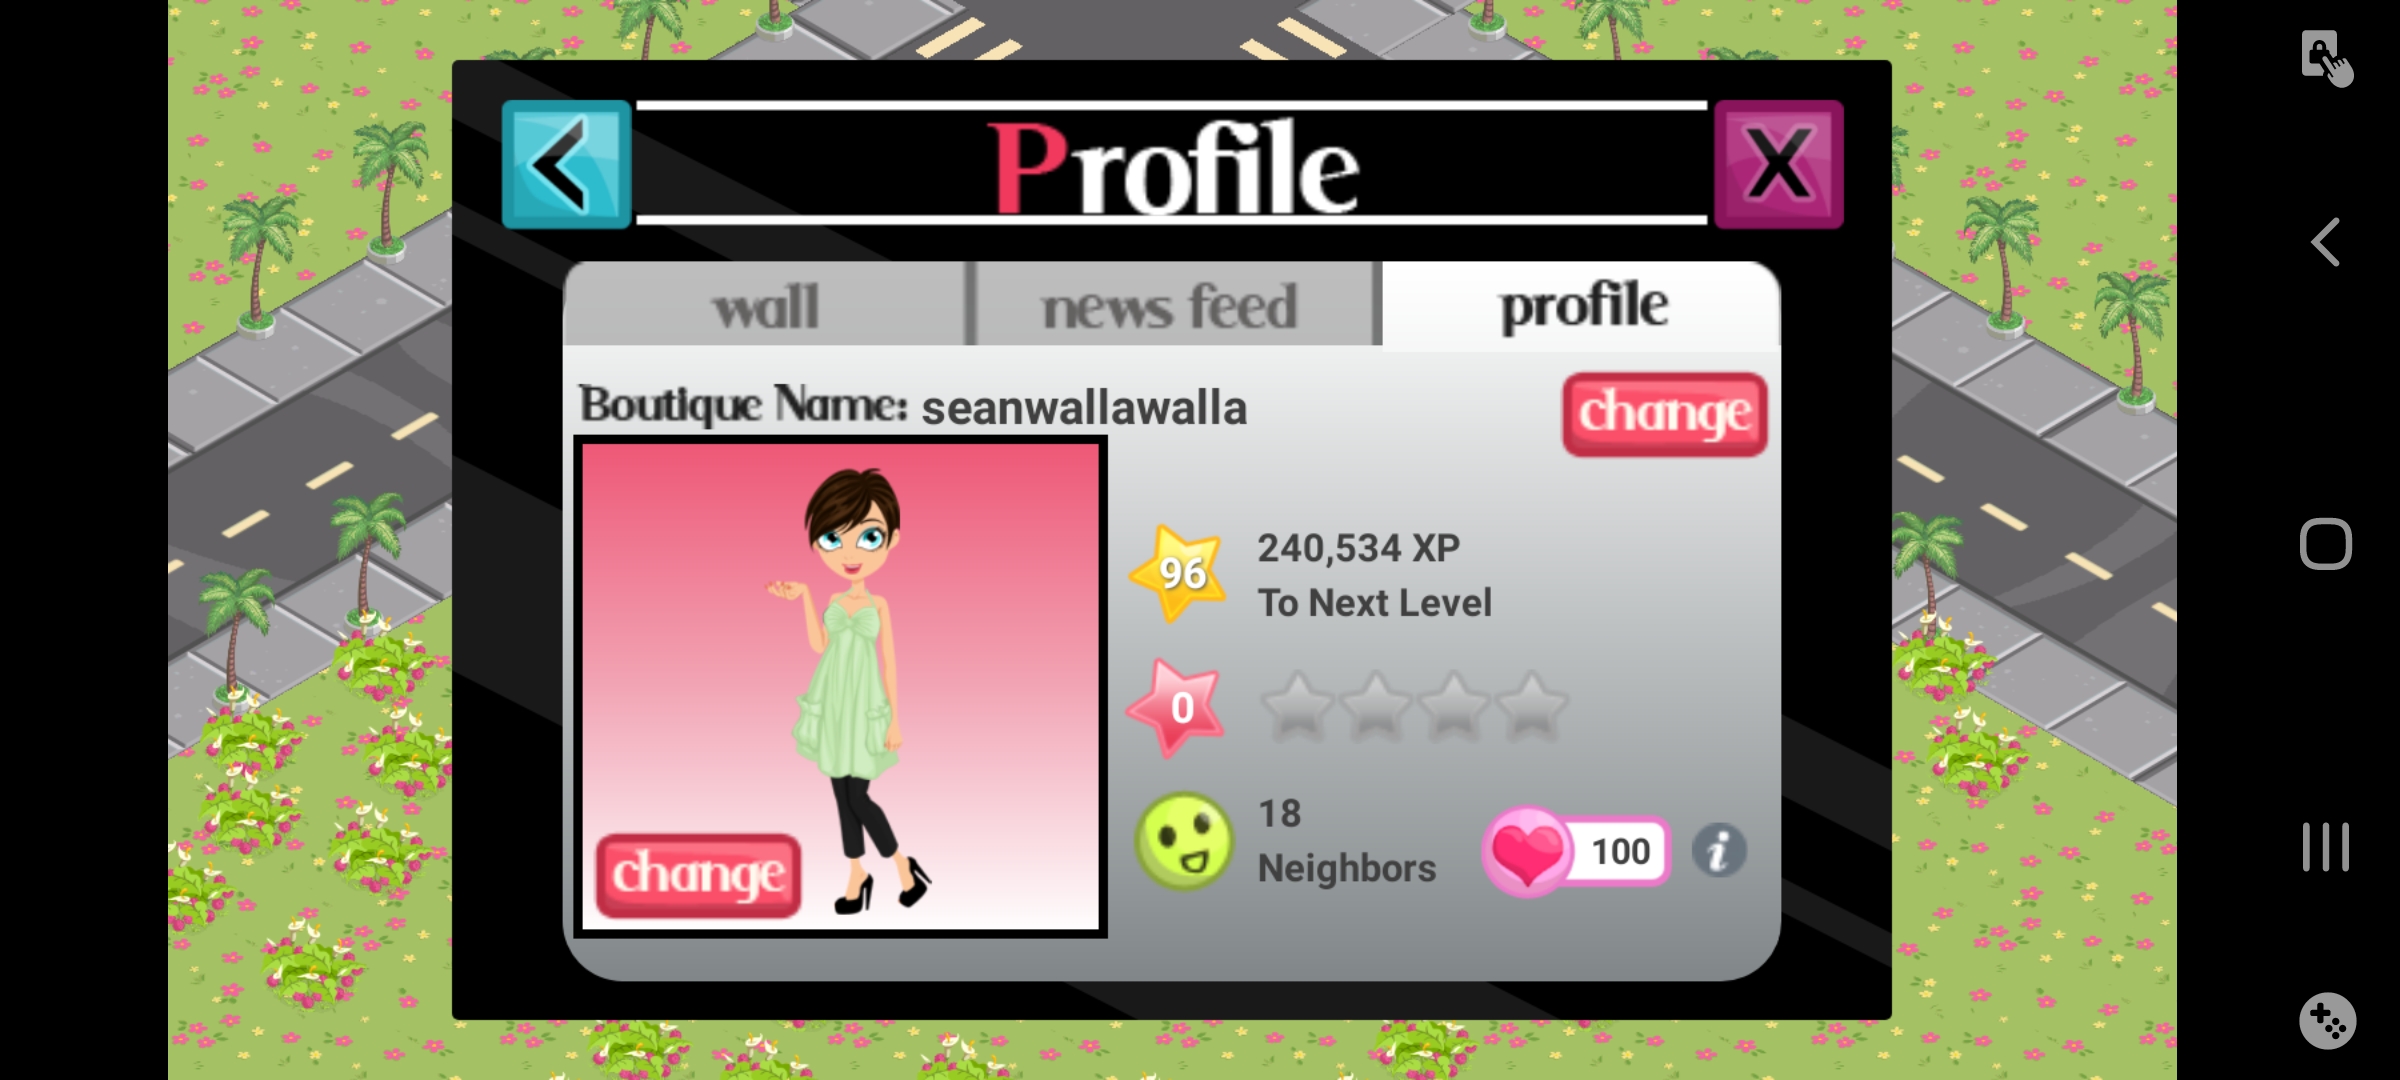 Profile
X
wall
news feed
profile
Boutique Name: seanwallawalla
change
96
240,534 XP
To Next Level
0
18
Neighbors
100
i
change